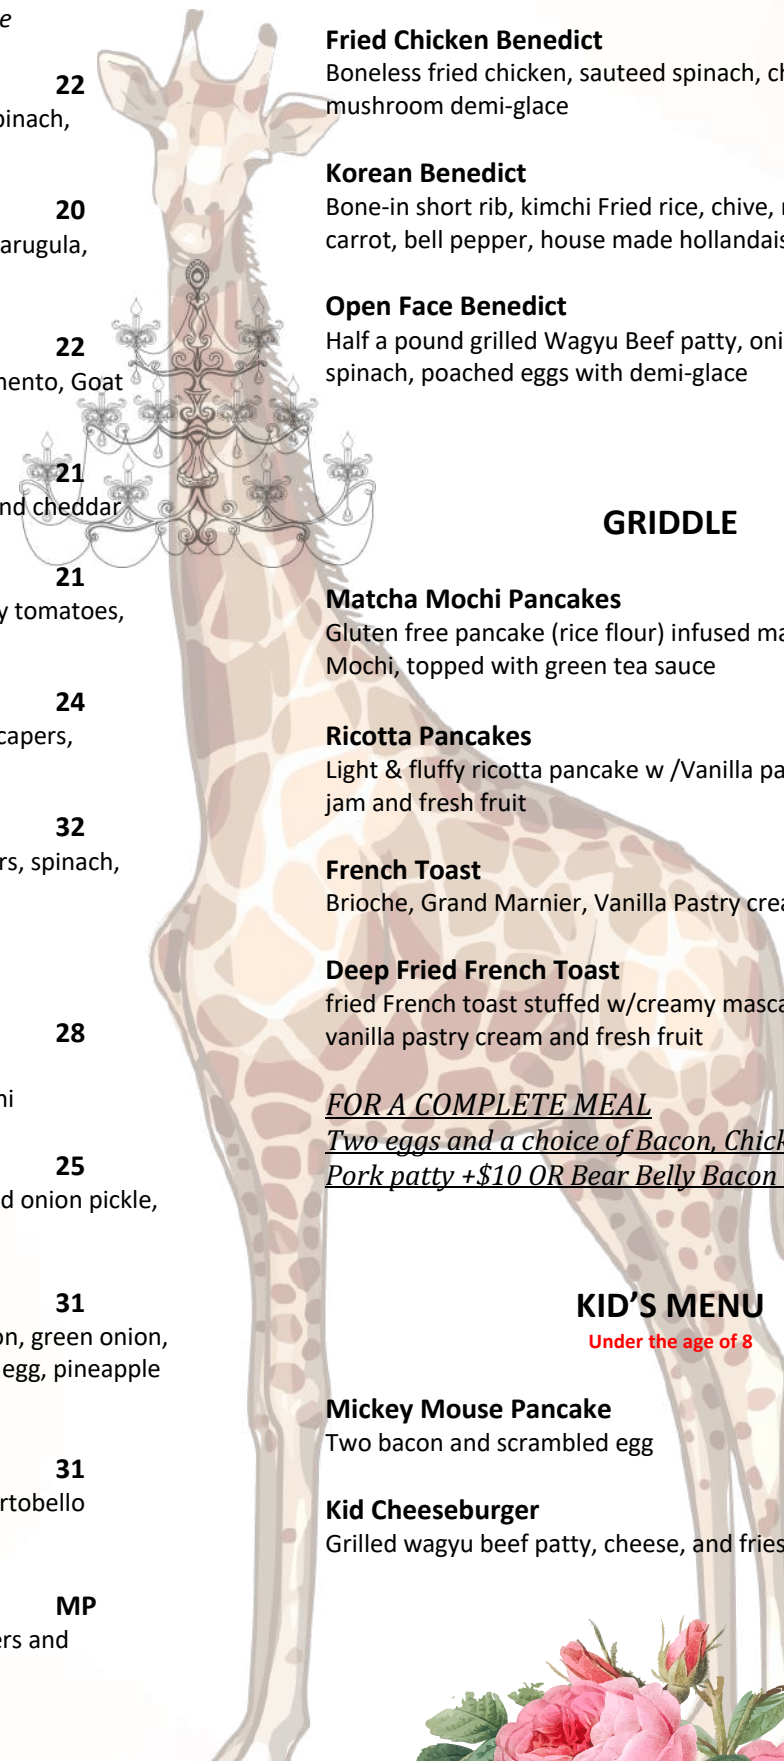 e
22
pinach,
20
arugula,
22
mento, Goat
21
nd cheddar
21
y tomatoes,
24
capers,
32
rs, spinach,
28
ni
25
d onion pickle,
31
on, green onion,
egg, pineapple
31
rtobello
MP
ers and
Fried Chicken Benedict
Boneless fried chicken, sauteed spinach, ch
mushroom demi-glace
Korean Benedict
Bone-in short rib, kimchi Fried rice, chive, r
carrot, bell pepper, house made hollandais
Open Face Benedict
Half a pound grilled Wagyu Beef patty, oni
spinach, poached eggs with demi-glace
GRIDDLE
Matcha Mochi Pancakes
Gluten free pancake (rice flour) infused ma
Mochi, topped with green tea sauce
Ricotta Pancakes
Light & fluffy ricotta pancake w /Vanilla pa
jam and fresh fruit
French Toast
Brioche, Grand Marnier, Vanilla Pastry crea
Deep Fried French Toast
fried French toast stuffed w/creamy masca
vanilla pastry cream and fresh fruit
FOR A COMPLETE MEAL
Two eggs and a choice of Bacon, Chick
Pork patty +$10 OR Bear Belly Bacon
KID'S MENU
Under the age of 8
Mickey Mouse Pancake
Two bacon and scrambled egg
Kid Cheeseburger
Grilled wagyu beef patty, cheese, and fries